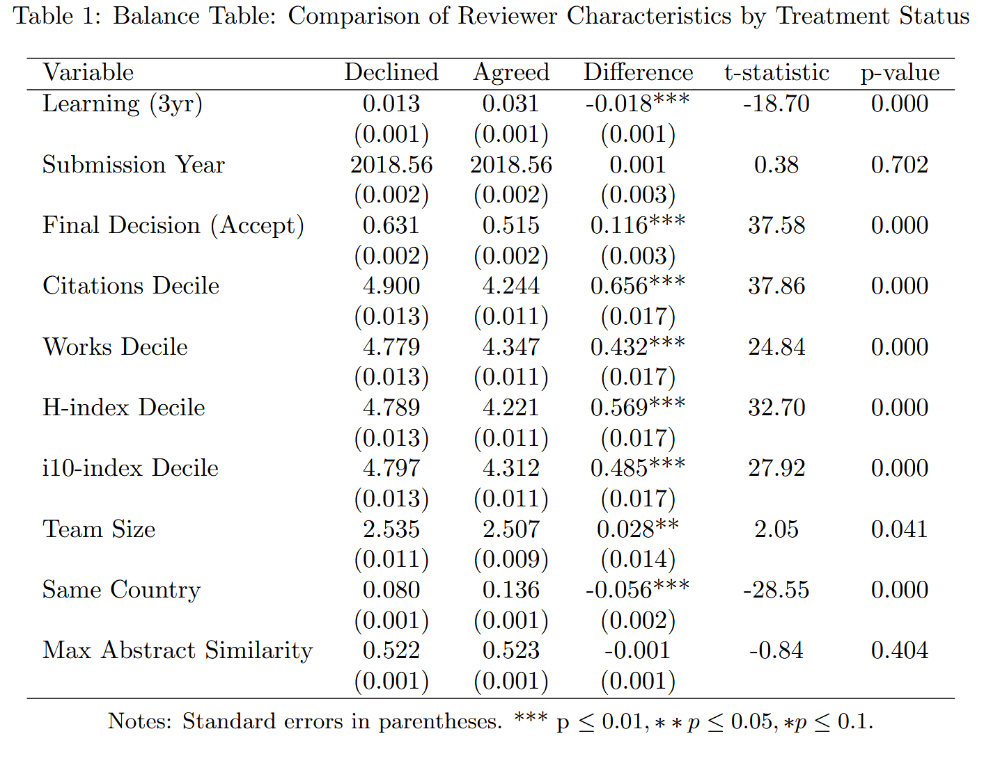 Table 1: Balance Table: Comparison of Reviewer Characteristics by Treatment Status
Variable Declined Agreed Difference t-statistic p-value
Learning (3yr) 0.013 0.031 -0.018*** -18.70 0.000
(0.001) (0.001) (0.001)
Submission Year 2018.56 2018.56 0.001 0.38 0.702
(0.002) (0.002) (0.003)
Final Decision (Accept) 0.631 0.515 0.116*** 37.58 0.000
(0.002) (0.002) (0.003)
Citations Decile 4.900 4.244 0.656*** 37.86 0.000
(0.013) (0.011) (0.017)
Works Decile 4.779 4.347 0.432*** 24.84 0.000
(0.013) (0.011) (0.017)
H-index Decile 4.789 4.221 0.569*** 32.70 0.000
(0.013) (0.011) (0.017)
i10-index Decile 4.797 4.312 0.485*** 27.92 0.000
(0.013) (0.011) (0.017)
Team Size 2.535 2.507 0.028** 2.05 0.041
(0.011) (0.009) (0.014)
Same Country 0.080 0.136 -0.056*** -28.55 0.000
(0.001) (0.001) (0.002)
Max Abstract Similarity 0.522 0.523 -0.001 -0.84 0.404
(0.001) (0.001) (0.001)
Notes: Standard errors in parentheses. *** p ≤ 0.01, ∗ ∗ p ≤ 0.05, ∗p ≤ 0.1.